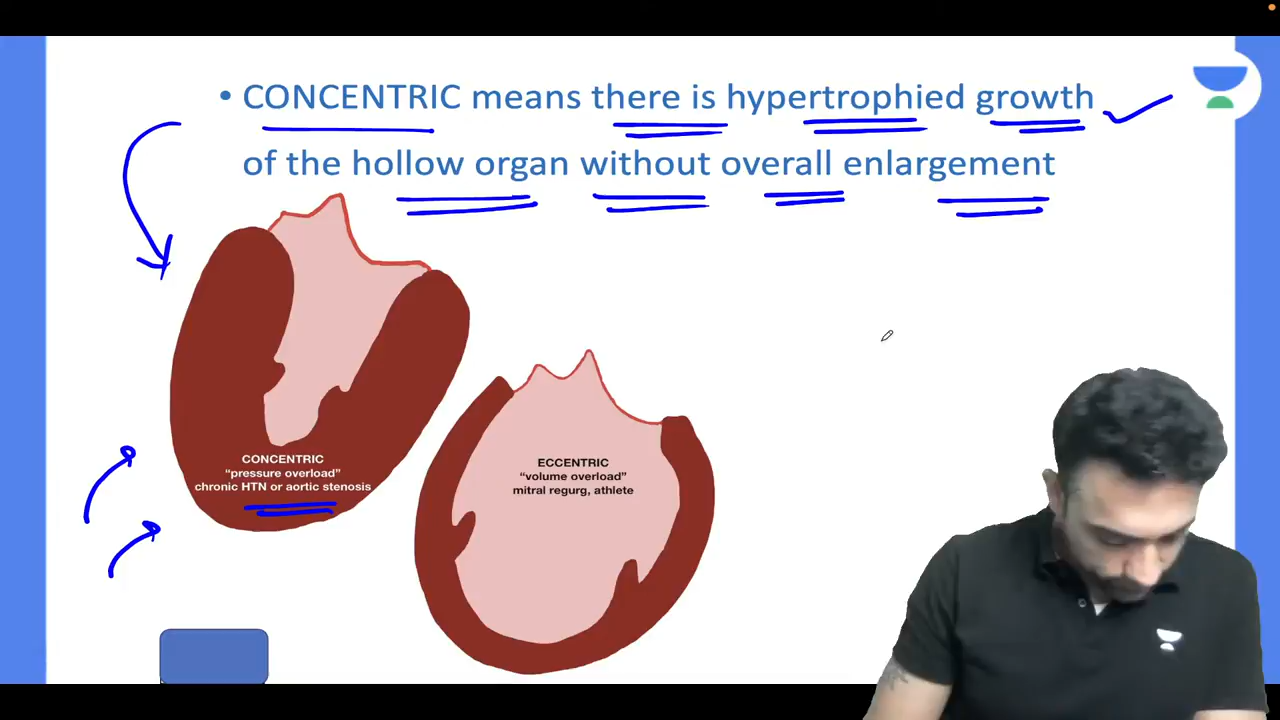 • CONCENTRIC means there is hypertrophied growth
of the hollow organ without overall enlargement
CONCENTRIC
“pressure overload”
chronic HTN or aortic stenosis
ECCENTRIC
“volume overload”
mitral regurg, athlete